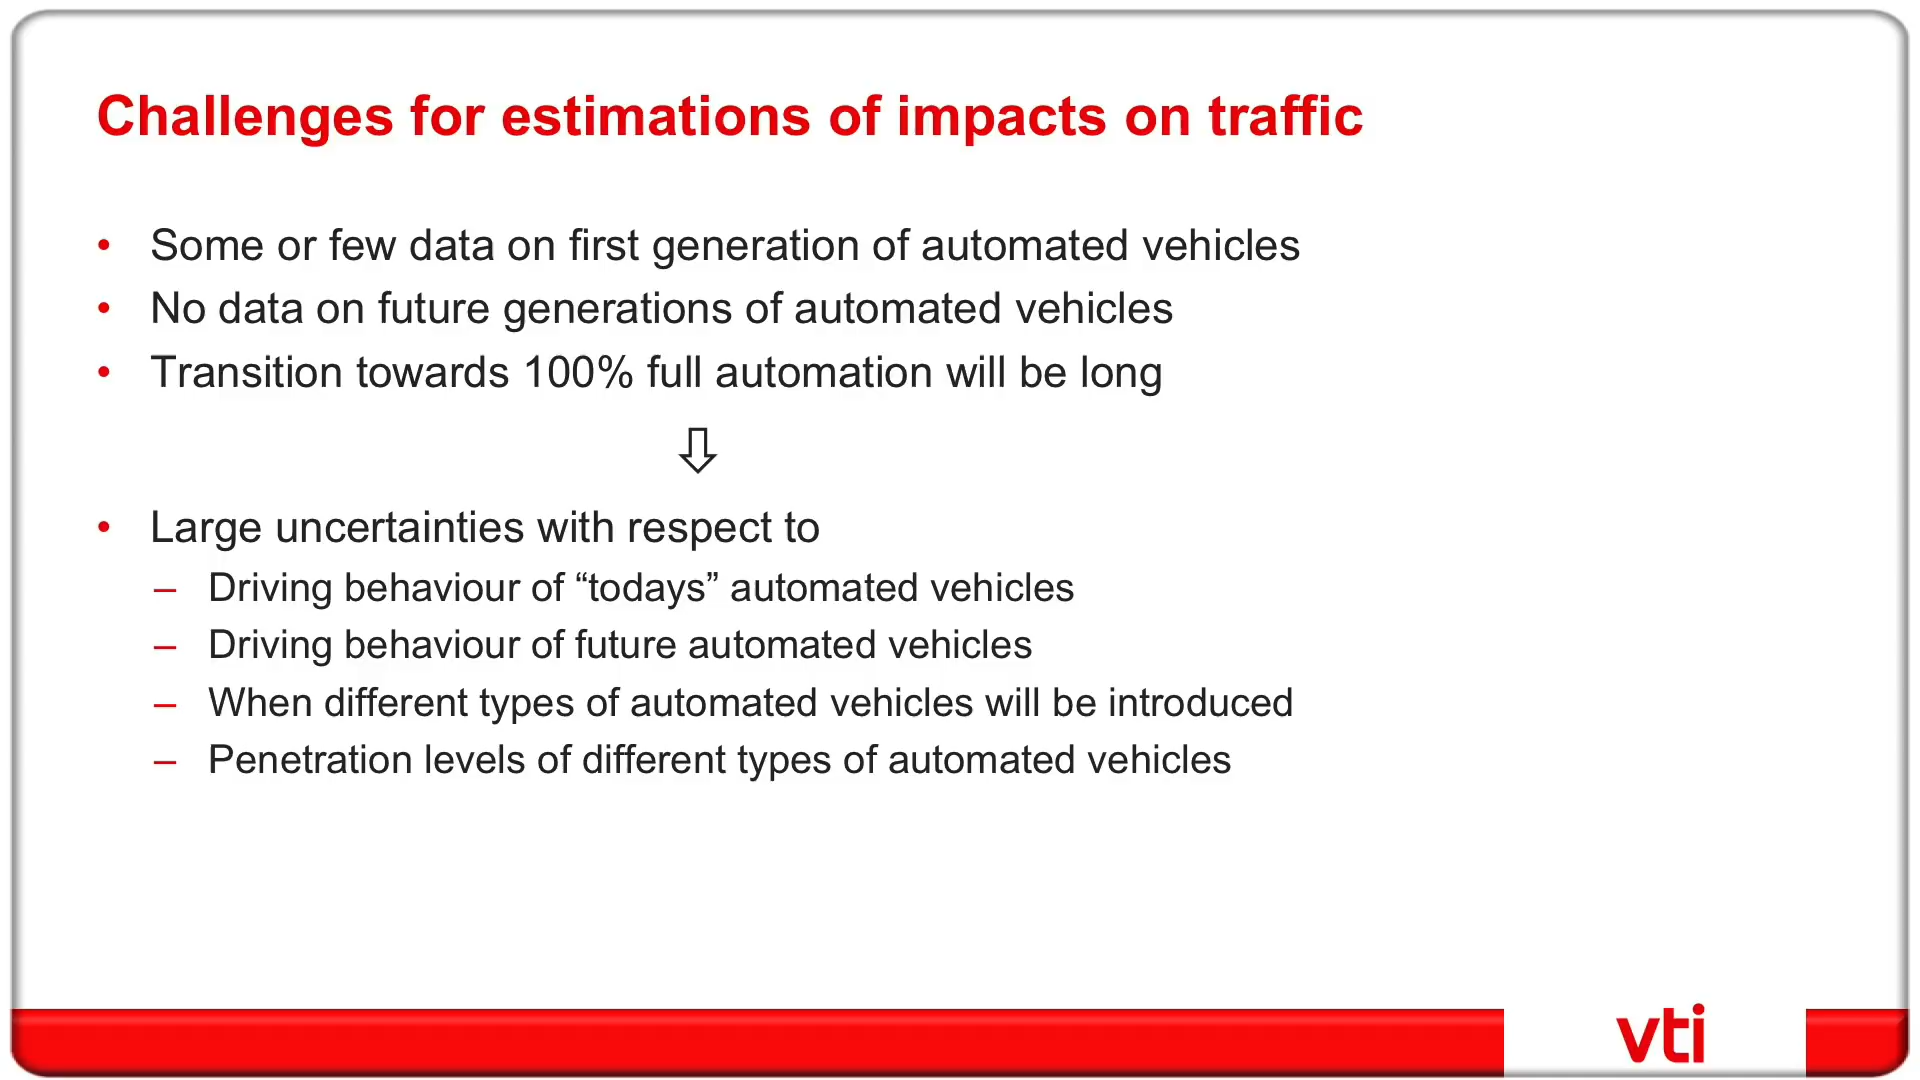 Challenges for estimations of impacts on traffic
• Some or few data on first generation of automated vehicles
• No data on future generations of automated vehicles
• Transition towards 100% full automation will be long
⇩
• Large uncertainties with respect to
– Driving behaviour of “todays” automated vehicles
– Driving behaviour of future automated vehicles
– When different types of automated vehicles will be introduced
– Penetration levels of different types of automated vehicles
vti